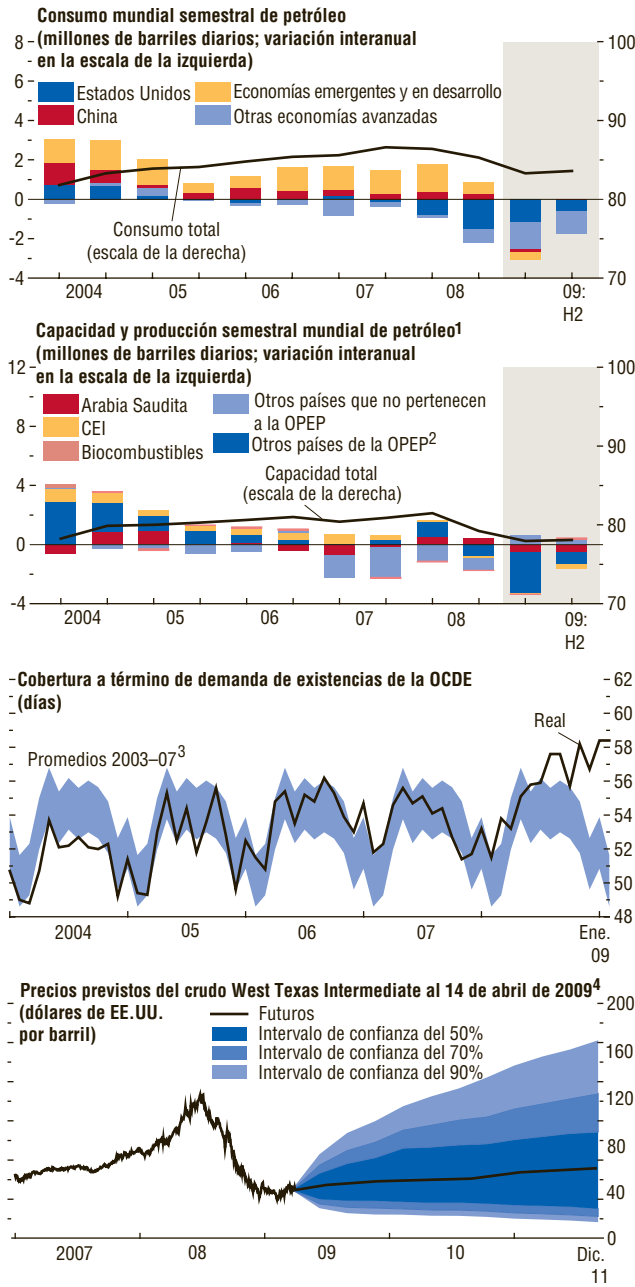 Consumo mundial semestral de petróleo
(millones de barriles diarios; variación interanual
en la escala de la izquierda)
8
100
6
Estados Unidos
Economías emergentes y en desarrollo
China
Otras economías avanzadas
4
2
0
-2
-4
90
80
70
Consumo total
(escala de la derecha)
2004
05
06
07
08
09:
H2
Capacidad y producción semestral mundial de petróleo1
(millones de barriles diarios; variación interanual
en la escala de la izquierda)
12
100
Arabia Saudita
Otros países que no pertenecen
a la OPEP
CEI
Otros países de la OPEP2
Biocombustibles
8
4
0
-4
90
80
70
Capacidad total
(escala de la derecha)
2004
05
06
07
08
09:
H2
Cobertura a término de demanda de existencias de la OCDE
(días)
62
60
58
56
54
52
50
48
Real
Promedios 2003–073
2004
05
06
07
Ene.
09
Precios previstos del crudo West Texas Intermediate al 14 de abril de 20094
(dólares de EE.UU.
por barril)
200
Futuros
Intervalo de confianza del 50%
Intervalo de confianza del 70%
Intervalo de confianza del 90%
160
120
80
40
0
2007
08
09
10
Dic.
11